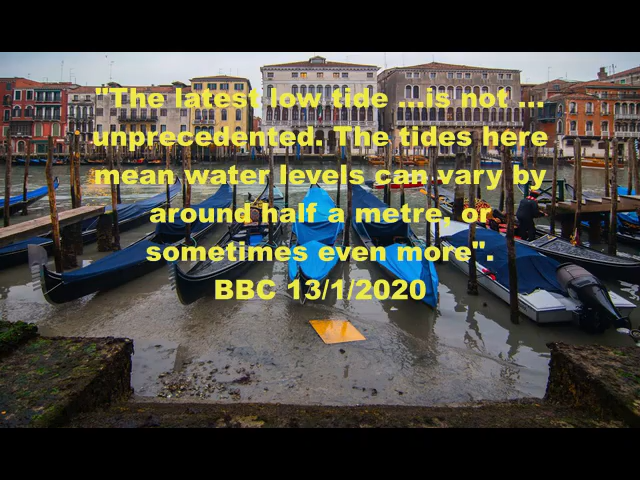 "The latest low tide ...is not ...
unprecedented. The tides here
mean water levels can vary by
around half a metre, or
sometimes even more".
BBC 13/1/2020